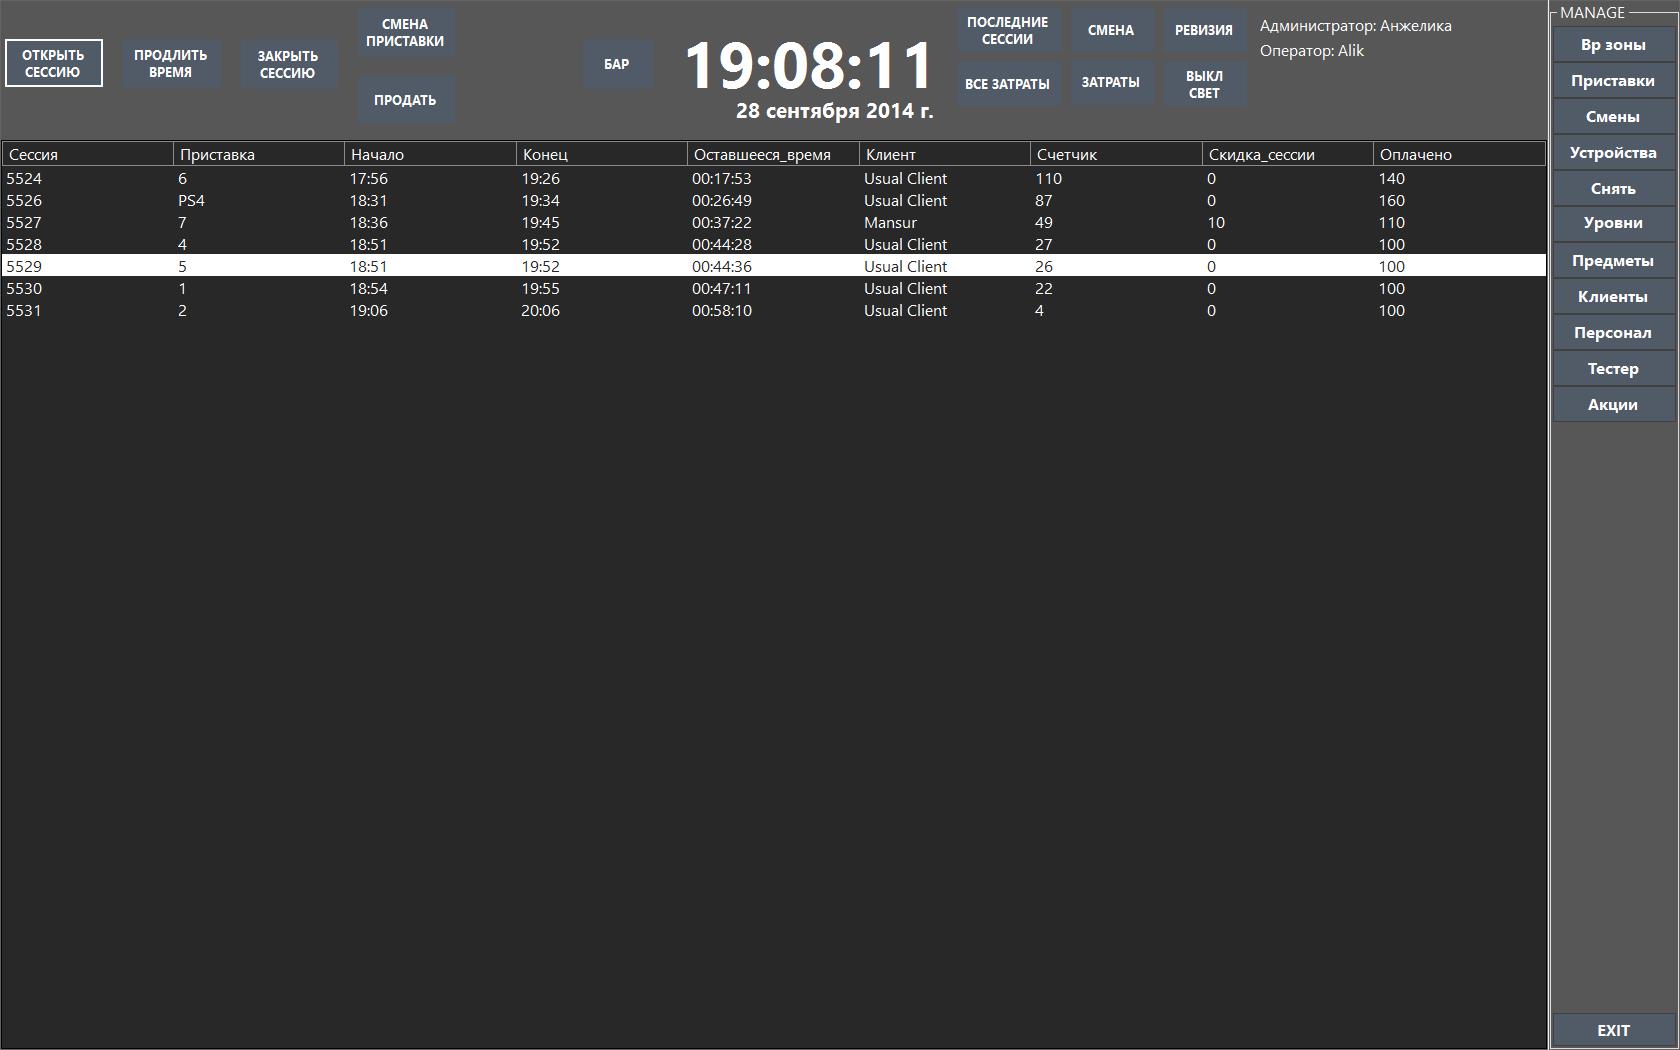 ОТКРЫТЬ
СЕССИЮ
ПРОДЛИТЬ
ВРЕМЯ
ЗАКРЫТЬ
СЕССИЮ
СМЕНА
ПРИСТАВКИ
ПРОДАТЬ
БАР
19:08:11
28 сентября 2014 г.
ПОСЛЕДНИЕ
СЕССИИ
СМЕНА
РЕВИЗИЯ
ВСЕ ЗАТРАТЫ
ЗАТРАТЫ
ВЫКЛ
СВЕТ
Администратор: Анжелика
Оператор: Alik
Сессия Приставка Начало Конец Оставшееся_время Клиент Счетчик Скидка_сессии Оплачено
5524 6 17:56 19:26 00:17:53 Usual Client 110 0 140
5526 PS4 18:31 19:34 00:26:49 Usual Client 87 0 160
5527 7 18:36 19:45 00:37:22 Mansur 49 10 110
5528 4 18:51 19:52 00:44:28 Usual Client 27 0 100
5529 5 18:51 19:52 00:44:36 Usual Client 26 0 100
5530 1 18:54 19:55 00:47:11 Usual Client 22 0 100
5531 2 19:06 20:06 00:58:10 Usual Client 4 0 100
MANAGE
Вр зоны
Приставки
Смены
Устройства
Снять
Уровни
Предметы
Клиенты
Персонал
Тестер
Акции
EXIT